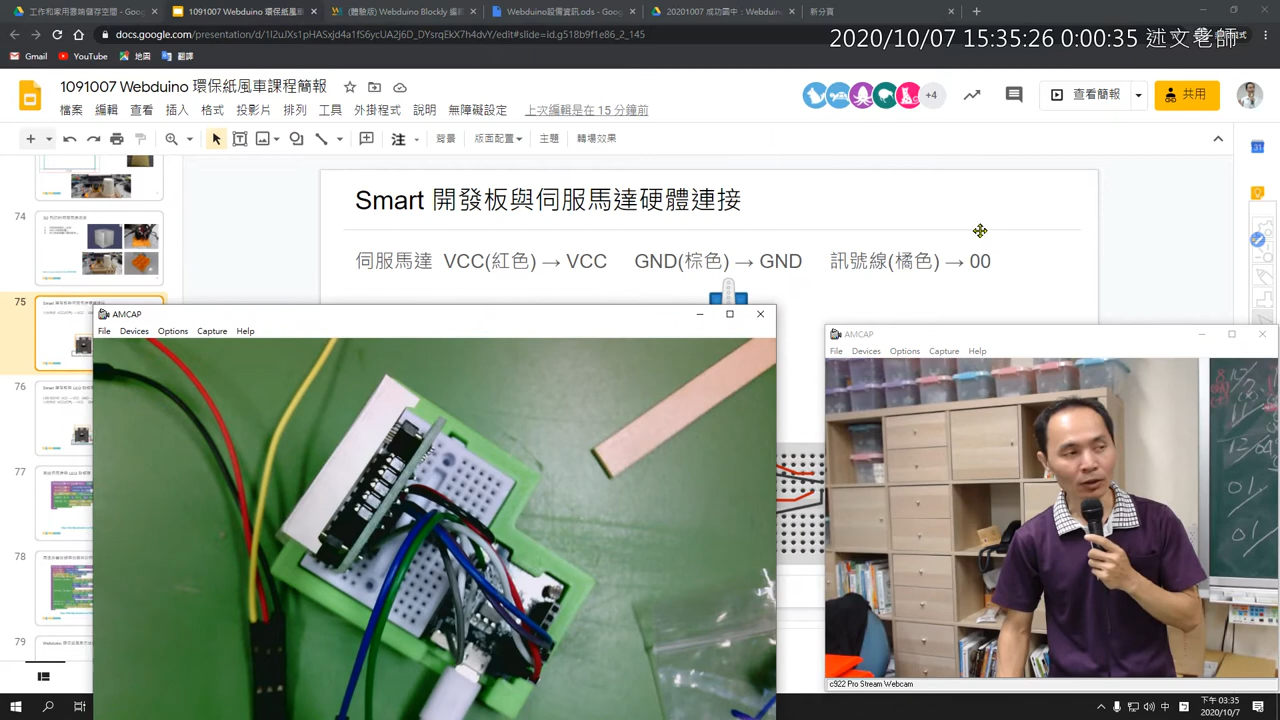 工作和家用雲端儲存空間 - Goo
1091007 Webduino 環保紙風車
(體驗版) Webduino Blockly 編
Webduino設備資訊.ods - Googl
20201007 成功國中：Webduin
新分頁
docs.google.com/presentation/d/1I2uJXs1pHASxjd4a1fS6ycUA2j6D_DYsrqEkX7h4dvY/edit#slide=id.g518b9f1e86_2_145
2020/10/07 15:35:26 0:00:35 述文老師
Gmail
YouTube
地圖
翻譯
1091007 Webduino 環保紙風車課程簡報
檔案 編輯 查看 插入 格式 投影片 排列 工具 外掛程式 說明 無障礙設定 上次編輯是在 15 分鐘前
+4
查看簡報
共用
注
背景 版面配置 主題 轉場效果
31
74
75
76
77
78
79
Smart 開發板與伺服馬達硬體連接
伺服馬達 VCC(紅色) → VCC GND(棕色) → GND 訊號線(橘色) → 00
AMCAP
File Devices Options Capture Help
AMCAP
File Devices Options Capture Help
c922 Pro Stream Webcam
中
下午 03:35
2020/10/7